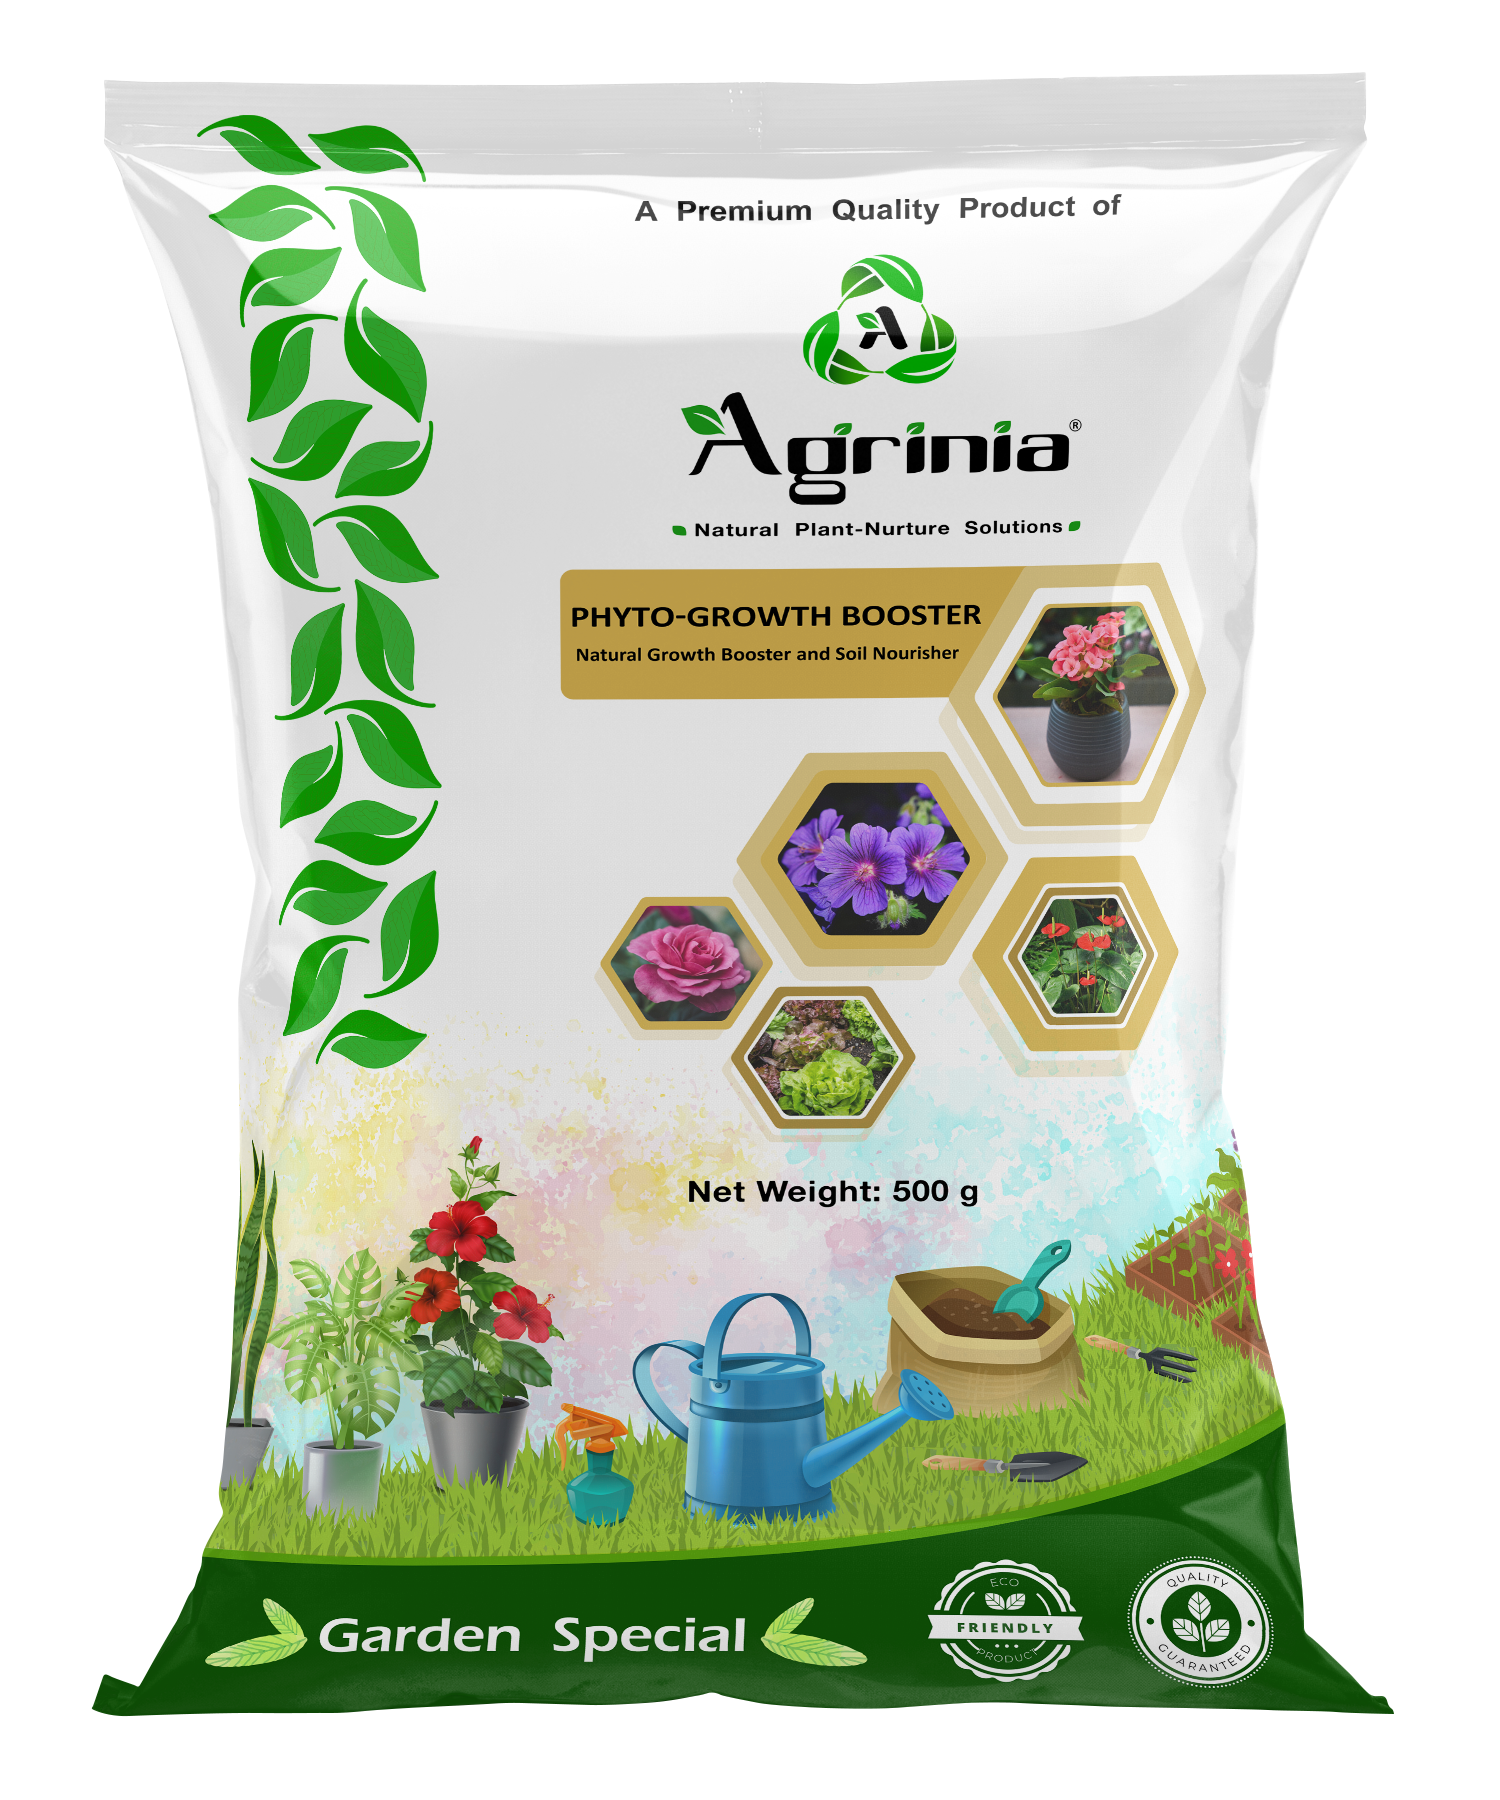 A Premium Quality Product of
A
Agrinia®
Natural Plant-Nurture Solutions
PHYTO-GROWTH BOOSTER
Natural Growth Booster and Soil Nourisher
Net Weight: 500 g
Garden Special
ECO
FRIENDLY
PRODUCT
QUALITY
GUARANTEED